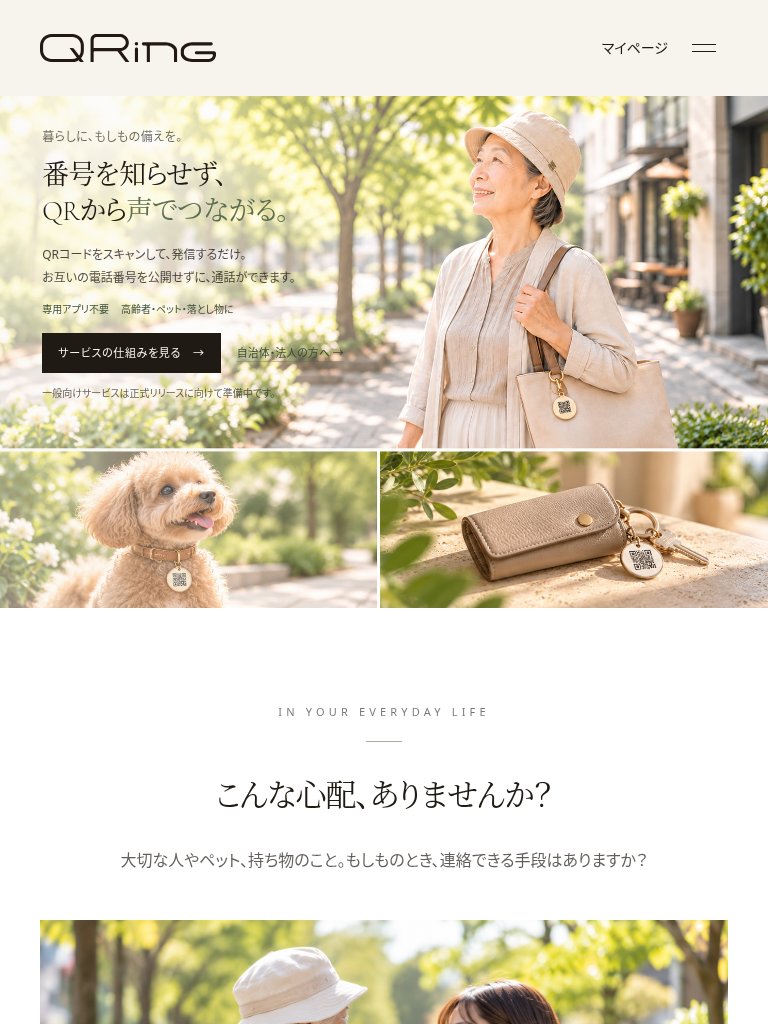 QRing
マイページ
暮らしに、もしもの備えを。
番号を知らせず、
QRから声でつながる。
QRコードをスキャンして、発信するだけ。
お互いの電話番号を公開せずに、通話ができます。
専用アプリ不要 高齢者・ペット・落とし物に
サービスの仕組みを見る →
自治体・法人の方へ →
一般向けサービスは正式リリースに向けて準備中です。
IN YOUR EVERYDAY LIFE
こんな心配、ありませんか？
大切な人やペット、持ち物のこと。もしものとき、連絡できる手段はありますか？